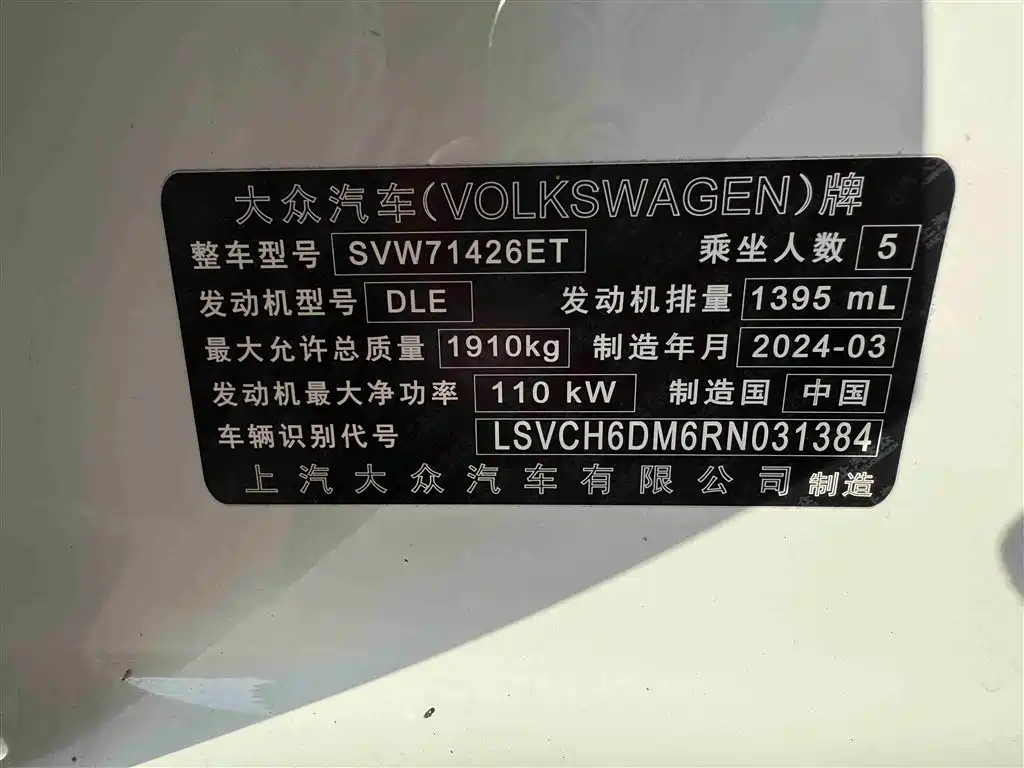 大众汽车(VOLKSWAGEN)牌
整车型号 SVW71426ET 乘坐人数 5
发动机型号 DLE 发动机排量 1395 mL
最大允许总质量 1910kg 制造年月 2024-03
发动机最大净功率 110 kW 制造国 中国
车辆识别代号 LSVCH6DM6RN031384
上汽大众汽车有限公司 制造